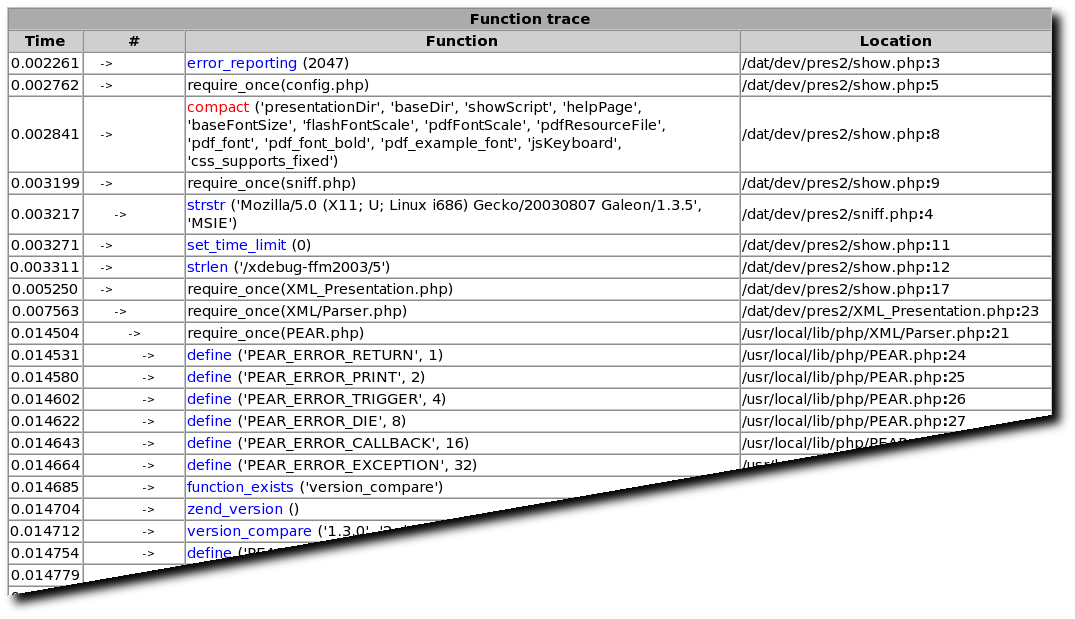 Function trace
Time # Function Location
0.002261 -> error_reporting (2047) /dat/dev/pres2/show.php:3
0.002762 -> require_once(config.php) /dat/dev/pres2/show.php:5
0.002841 -> compact ('presentationDir', 'baseDir', 'showScript', 'helpPage',
'baseFontSize', 'flashFontScale', 'pdfFontScale', 'pdfResourceFile',
'pdf_font', 'pdf_font_bold', 'pdf_example_font', 'jsKeyboard',
'css_supports_fixed') /dat/dev/pres2/show.php:8
0.003199 -> require_once(sniff.php) /dat/dev/pres2/show.php:9
0.003217 -> strstr ('Mozilla/5.0 (X11; U; Linux i686) Gecko/20030807 Galeon/1.3.5',
'MSIE') /dat/dev/pres2/sniff.php:4
0.003271 -> set_time_limit (0) /dat/dev/pres2/show.php:11
0.003311 -> strlen ('/xdebug-ffm2003/5') /dat/dev/pres2/show.php:12
0.005250 -> require_once(XML_Presentation.php) /dat/dev/pres2/show.php:17
0.007563 -> require_once(XML/Parser.php) /dat/dev/pres2/XML_Presentation.php:23
0.014504 -> require_once(PEAR.php) /usr/local/lib/php/XML/Parser.php:21
0.014531 -> define ('PEAR_ERROR_RETURN', 1) /usr/local/lib/php/PEAR.php:24
0.014580 -> define ('PEAR_ERROR_PRINT', 2) /usr/local/lib/php/PEAR.php:25
0.014602 -> define ('PEAR_ERROR_TRIGGER', 4) /usr/local/lib/php/PEAR.php:26
0.014622 -> define ('PEAR_ERROR_DIE', 8) /usr/local/lib/php/PEAR.php:27
0.014643 -> define ('PEAR_ERROR_CALLBACK', 16) /usr/local/lib/php/
0.014664 -> define ('PEAR_ERROR_EXCEPTION', 32)
0.014685 -> function_exists ('version_compare')
0.014704 -> zend_version ()
0.014712 -> version_compare ('1.3.0',
0.014754 -> define
0.014779